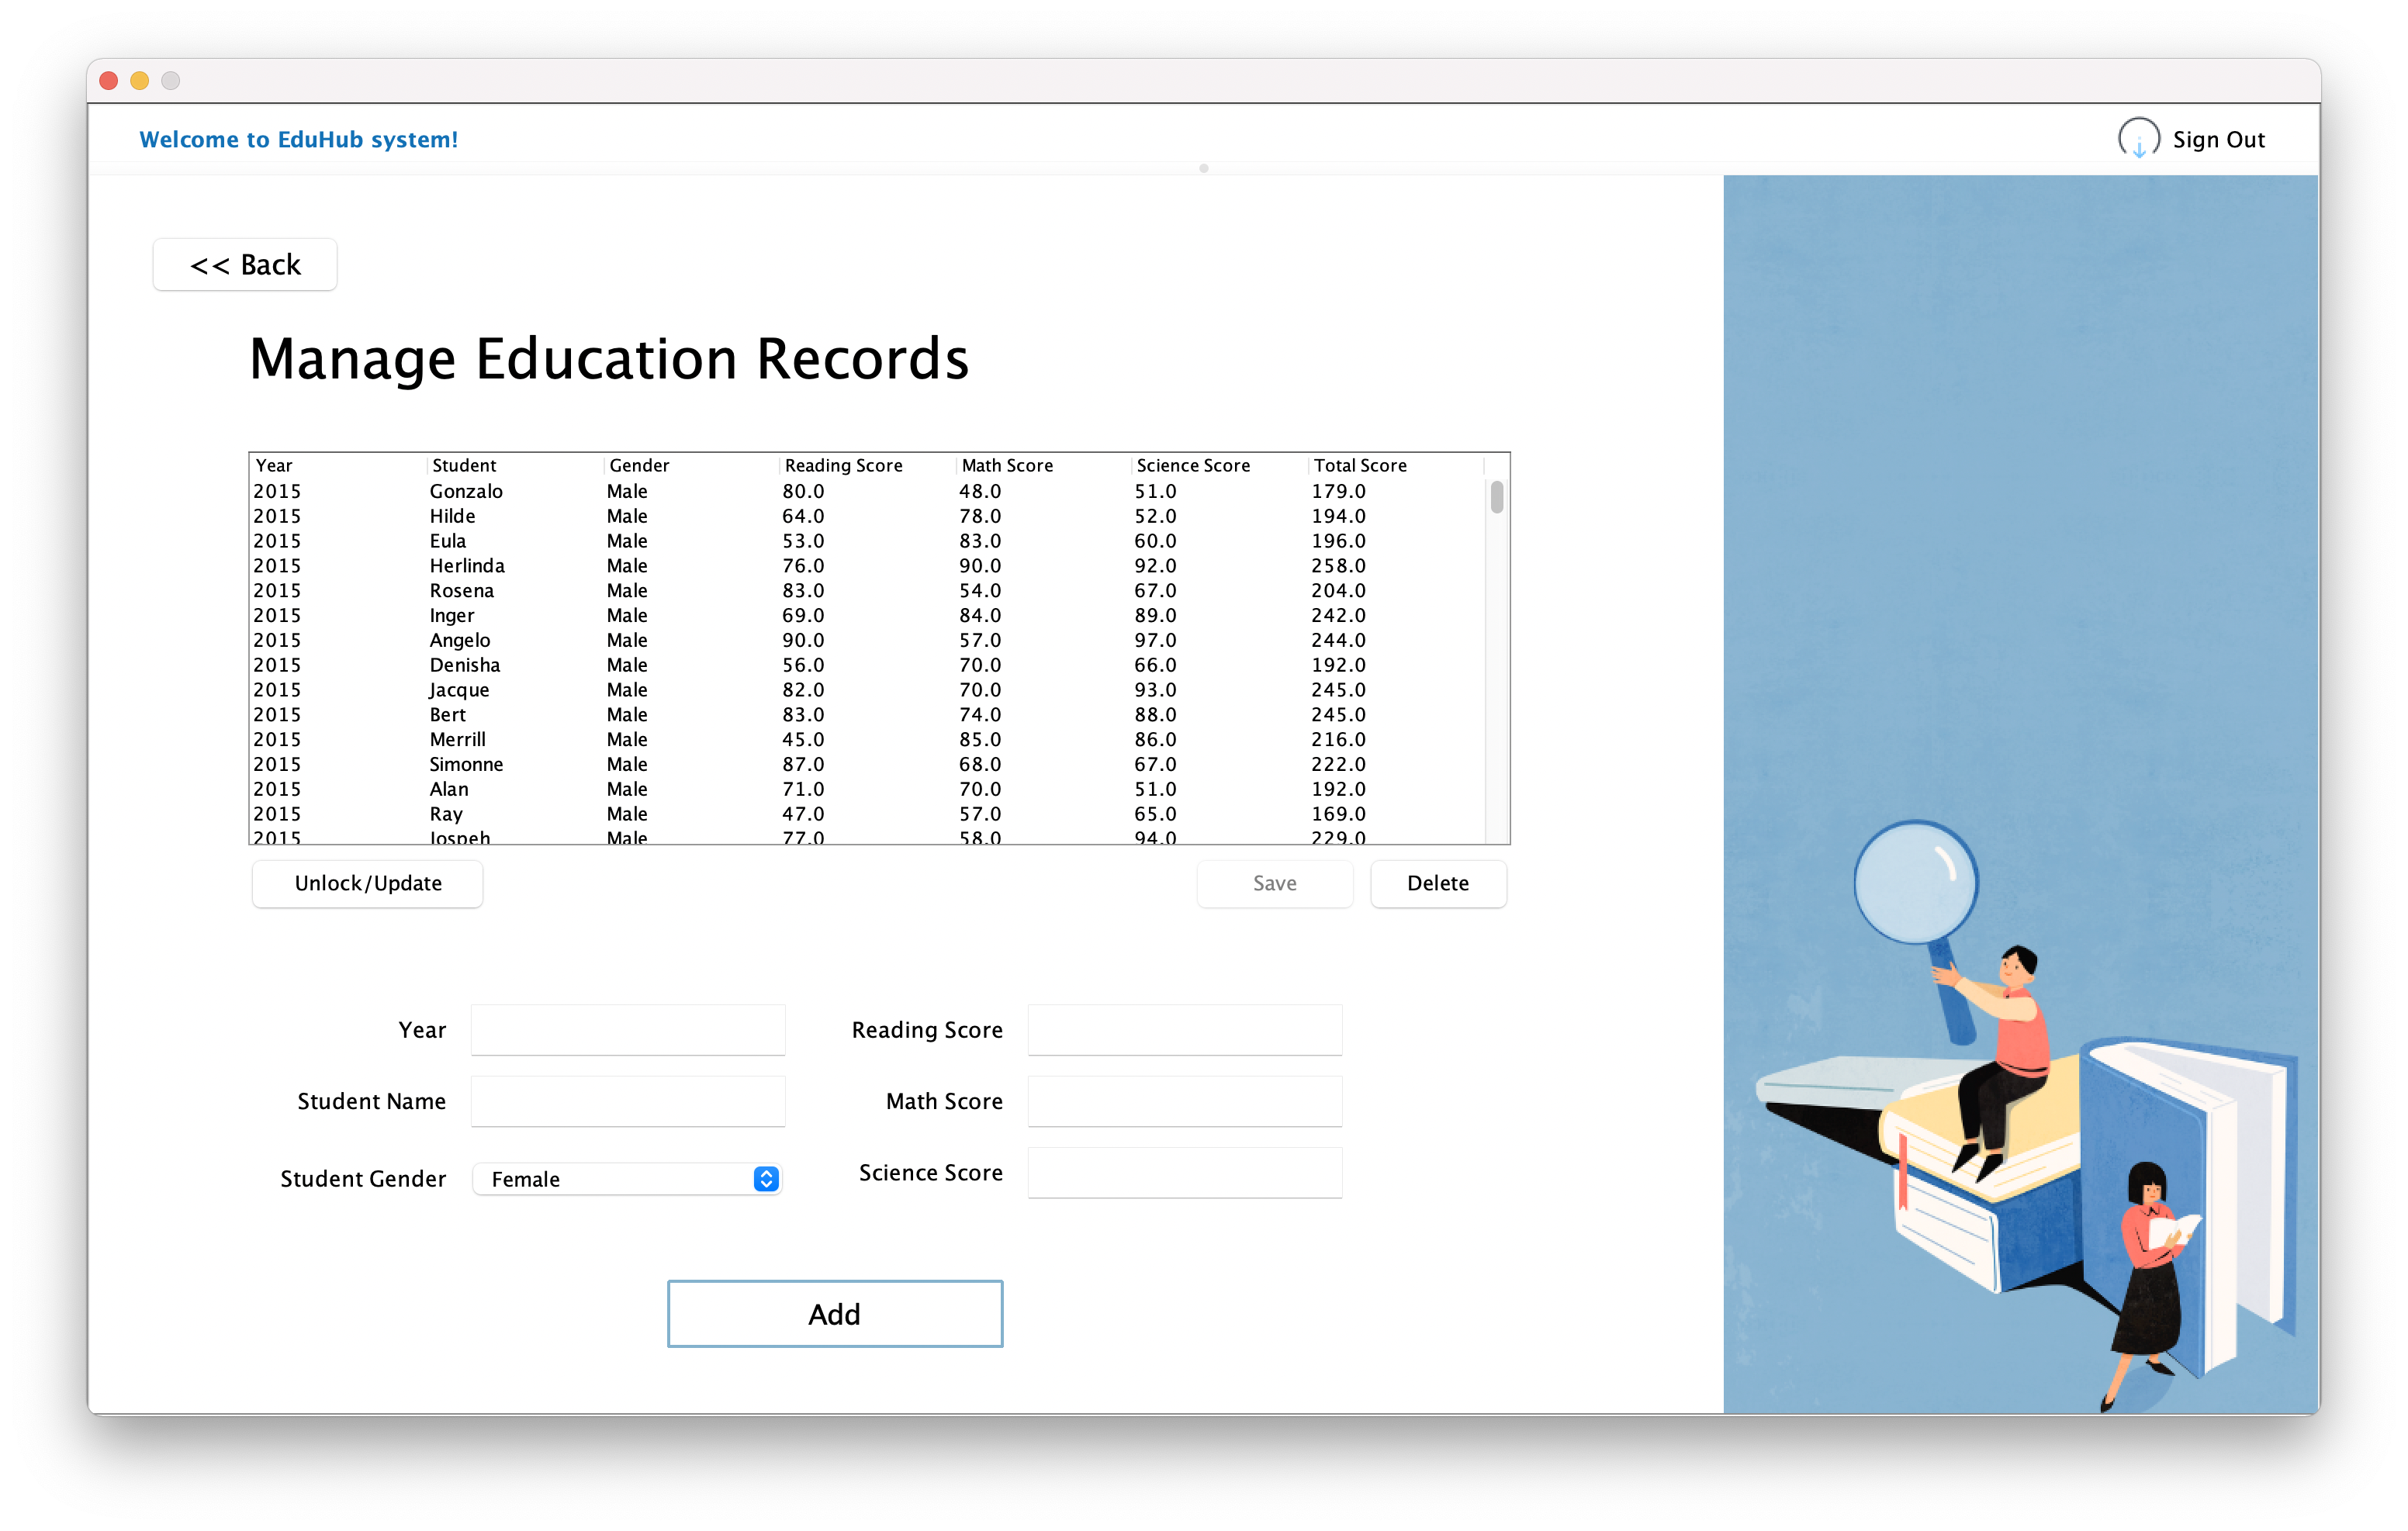 Welcome to EduHub system!
Sign Out
<< Back
Manage Education Records
Year Student Gender Reading Score Math Score Science Score Total Score
2015 Gonzalo Male 80.0 48.0 51.0 179.0
2015 Hilde Male 64.0 78.0 52.0 194.0
2015 Eula Male 53.0 83.0 60.0 196.0
2015 Herlinda Male 76.0 90.0 92.0 258.0
2015 Rosena Male 83.0 54.0 67.0 204.0
2015 Inger Male 69.0 84.0 89.0 242.0
2015 Angelo Male 90.0 57.0 97.0 244.0
2015 Denisha Male 56.0 70.0 66.0 192.0
2015 Jacque Male 82.0 70.0 93.0 245.0
2015 Bert Male 83.0 74.0 88.0 245.0
2015 Merrill Male 45.0 85.0 86.0 216.0
2015 Simonne Male 87.0 68.0 67.0 222.0
2015 Alan Male 71.0 70.0 51.0 192.0
2015 Ray Male 47.0 57.0 65.0 169.0
2015 Jospeh Male 77.0 58.0 94.0 229.0
Unlock/Update Save Delete
Year Reading Score
Student Name Math Score
Student Gender Female Science Score
Add